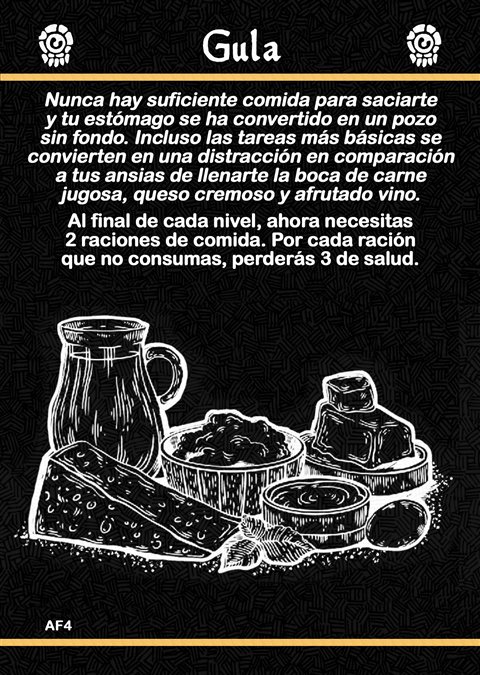 Gula
Nunca hay suficiente comida para saciarte
y tu estómago se ha convertido en un pozo
sin fondo. Incluso las tareas más básicas se
convierten en una distracción en comparación
a tus ansias de llenarte la boca de carne
jugosa, queso cremoso y afrutado vino.
Al final de cada nivel, ahora necesitas
2 raciones de comida. Por cada ración
que no consumas, perderás 3 de salud.
AF4